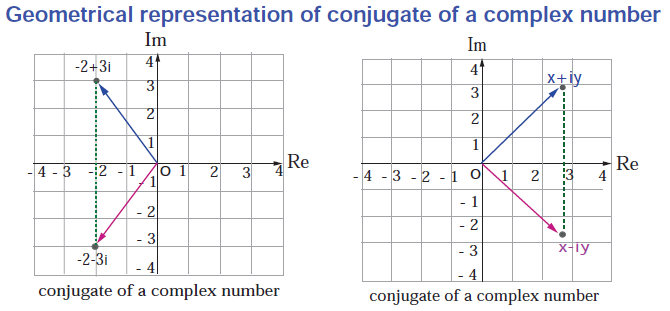 Geometrical representation of conjugate of a complex number
Im
-2+3i
4
3
2
1
- 4 - 3 - 2 - 1 O 1 2 3 4 Re
- 1
- 2
- 3
-2-3i
- 4
conjugate of a complex number
Im
4
x+iy
3
2
1
- 4 - 3 - 2 - 1 O 1 2 3 4 Re
- 1
- 2
x-iy
- 3
- 4
conjugate of a complex number